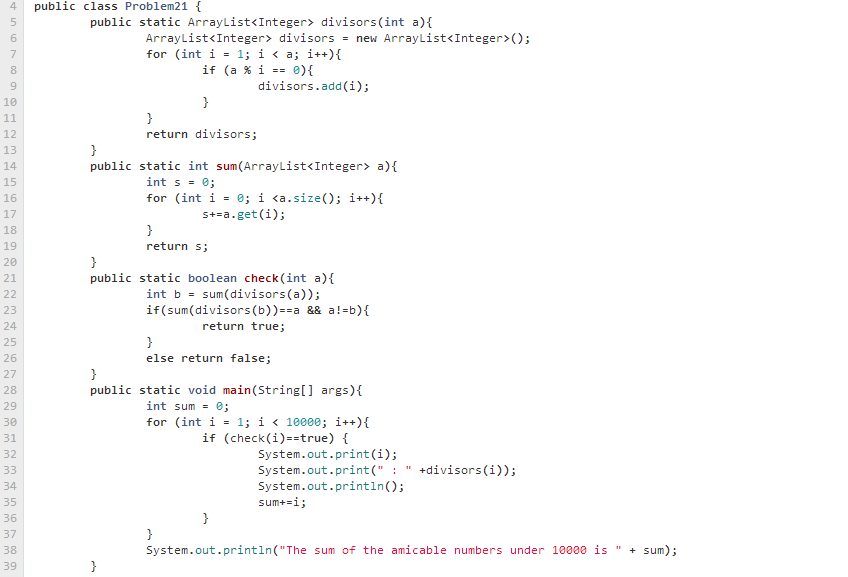 4 public class Problem21 {
5 public static ArrayList<Integer> divisors(int a){
6 ArrayList<Integer> divisors = new ArrayList<Integer>();
7 for (int i = 1; i < a; i++){
8 if (a % i == 0){
9 divisors.add(i);
10 }
11 }
12 return divisors;
13 }
14 public static int sum(ArrayList<Integer> a){
15 int s = 0;
16 for (int i = 0; i <a.size(); i++){
17 s+=a.get(i);
18 }
19 return s;
20 }
21 public static boolean check(int a){
22 int b = sum(divisors(a));
23 if(sum(divisors(b))==a && a!=b){
24 return true;
25 }
26 else return false;
27 }
28 public static void main(String[] args){
29 int sum = 0;
30 for (int i = 1; i < 10000; i++){
31 if (check(i)==true) {
32 System.out.print(i);
33 System.out.print(" : " +divisors(i));
34 System.out.println();
35 sum+=i;
36 }
37 }
38 System.out.println("The sum of the amicable numbers under 10000 is " + sum);
39 }